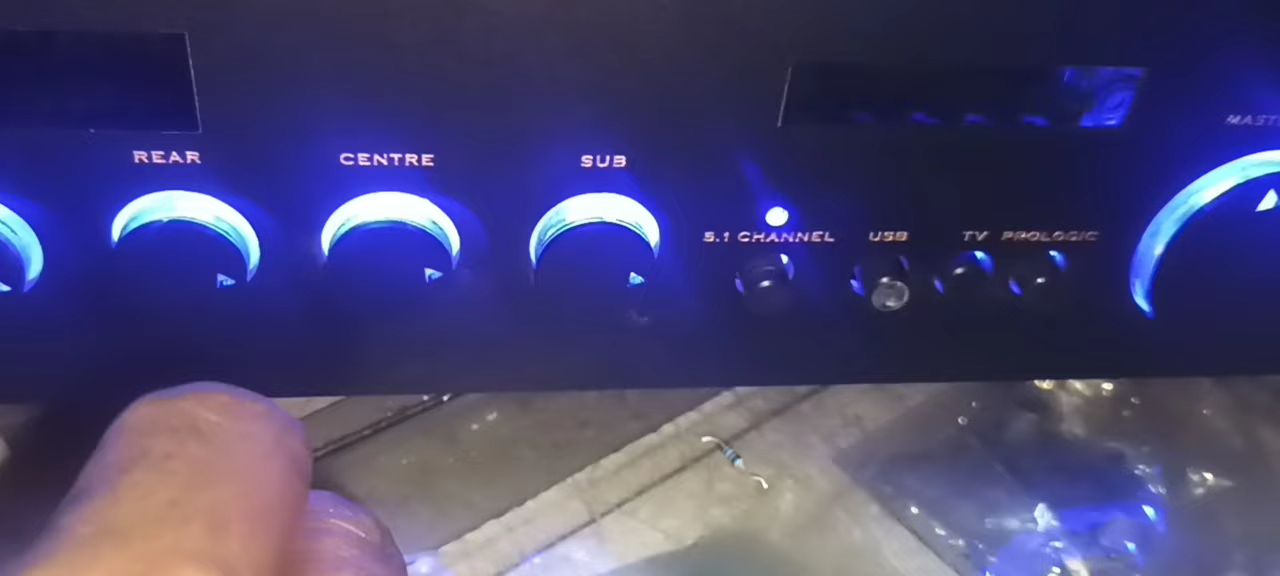 REAR
CENTRE
SUB
5.1 CHANNEL
USB
TV
PROLOGIC